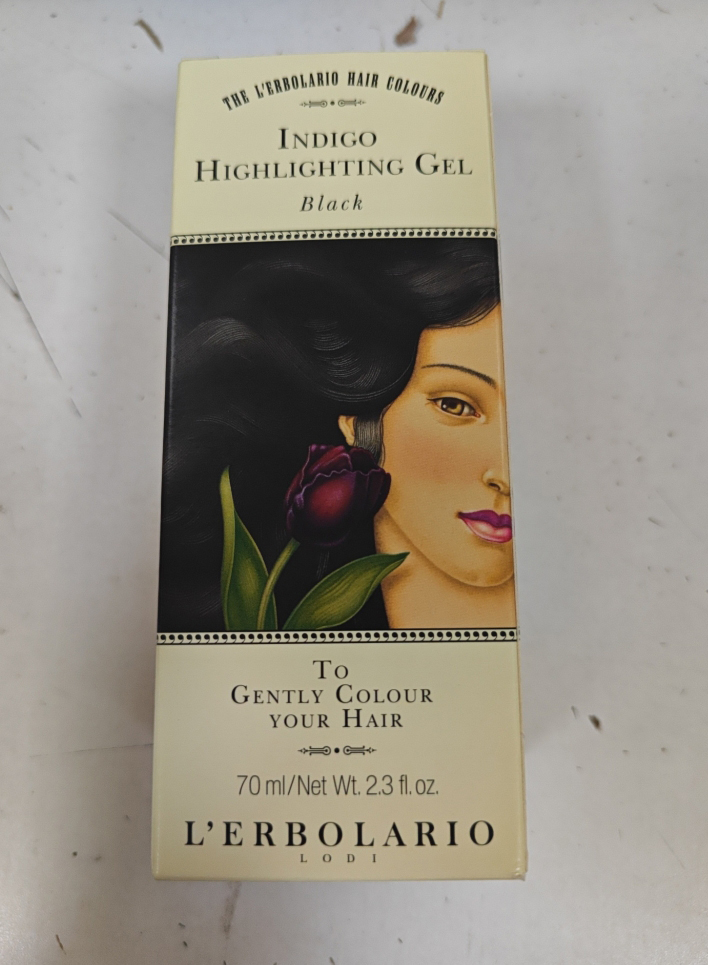 THE L'ERBOLARIO HAIR COLOURS
INDIGO
HIGHLIGHTING GEL
Black
TO
GENTLY COLOUR
YOUR HAIR
70 ml/Net Wt. 2.3 fl. oz.
L'ERBOLARIO
LODI